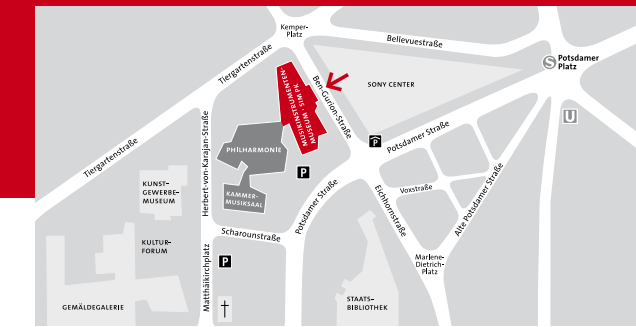 Kemper-
Platz
Bellevuestraße
Tiergartenstraße
S Potsdamer
Platz
Ben-Gurion-Straße
SONY CENTER
MUSIKINSTRUMENTEN-
MUSEUM · SIM PK
U
Herbert-von-Karajan-Straße
Potsdamer Straße
PHILHARMONIE
Tiergartenstraße
P
P
KUNST-
GEWERBE-
MUSEUM
KAMMER-
MUSIKSAAL
Potsdamer Straße
Voxstraße
Eichhornstraße
Alte Potsdamer Straße
Scharounstraße
KULTUR-
FORUM
Matthäikirchplatz
P
Marlene-
Dietrich-
Platz
GEMÄLDEGALERIE
STAATS-
BIBLIOTHEK